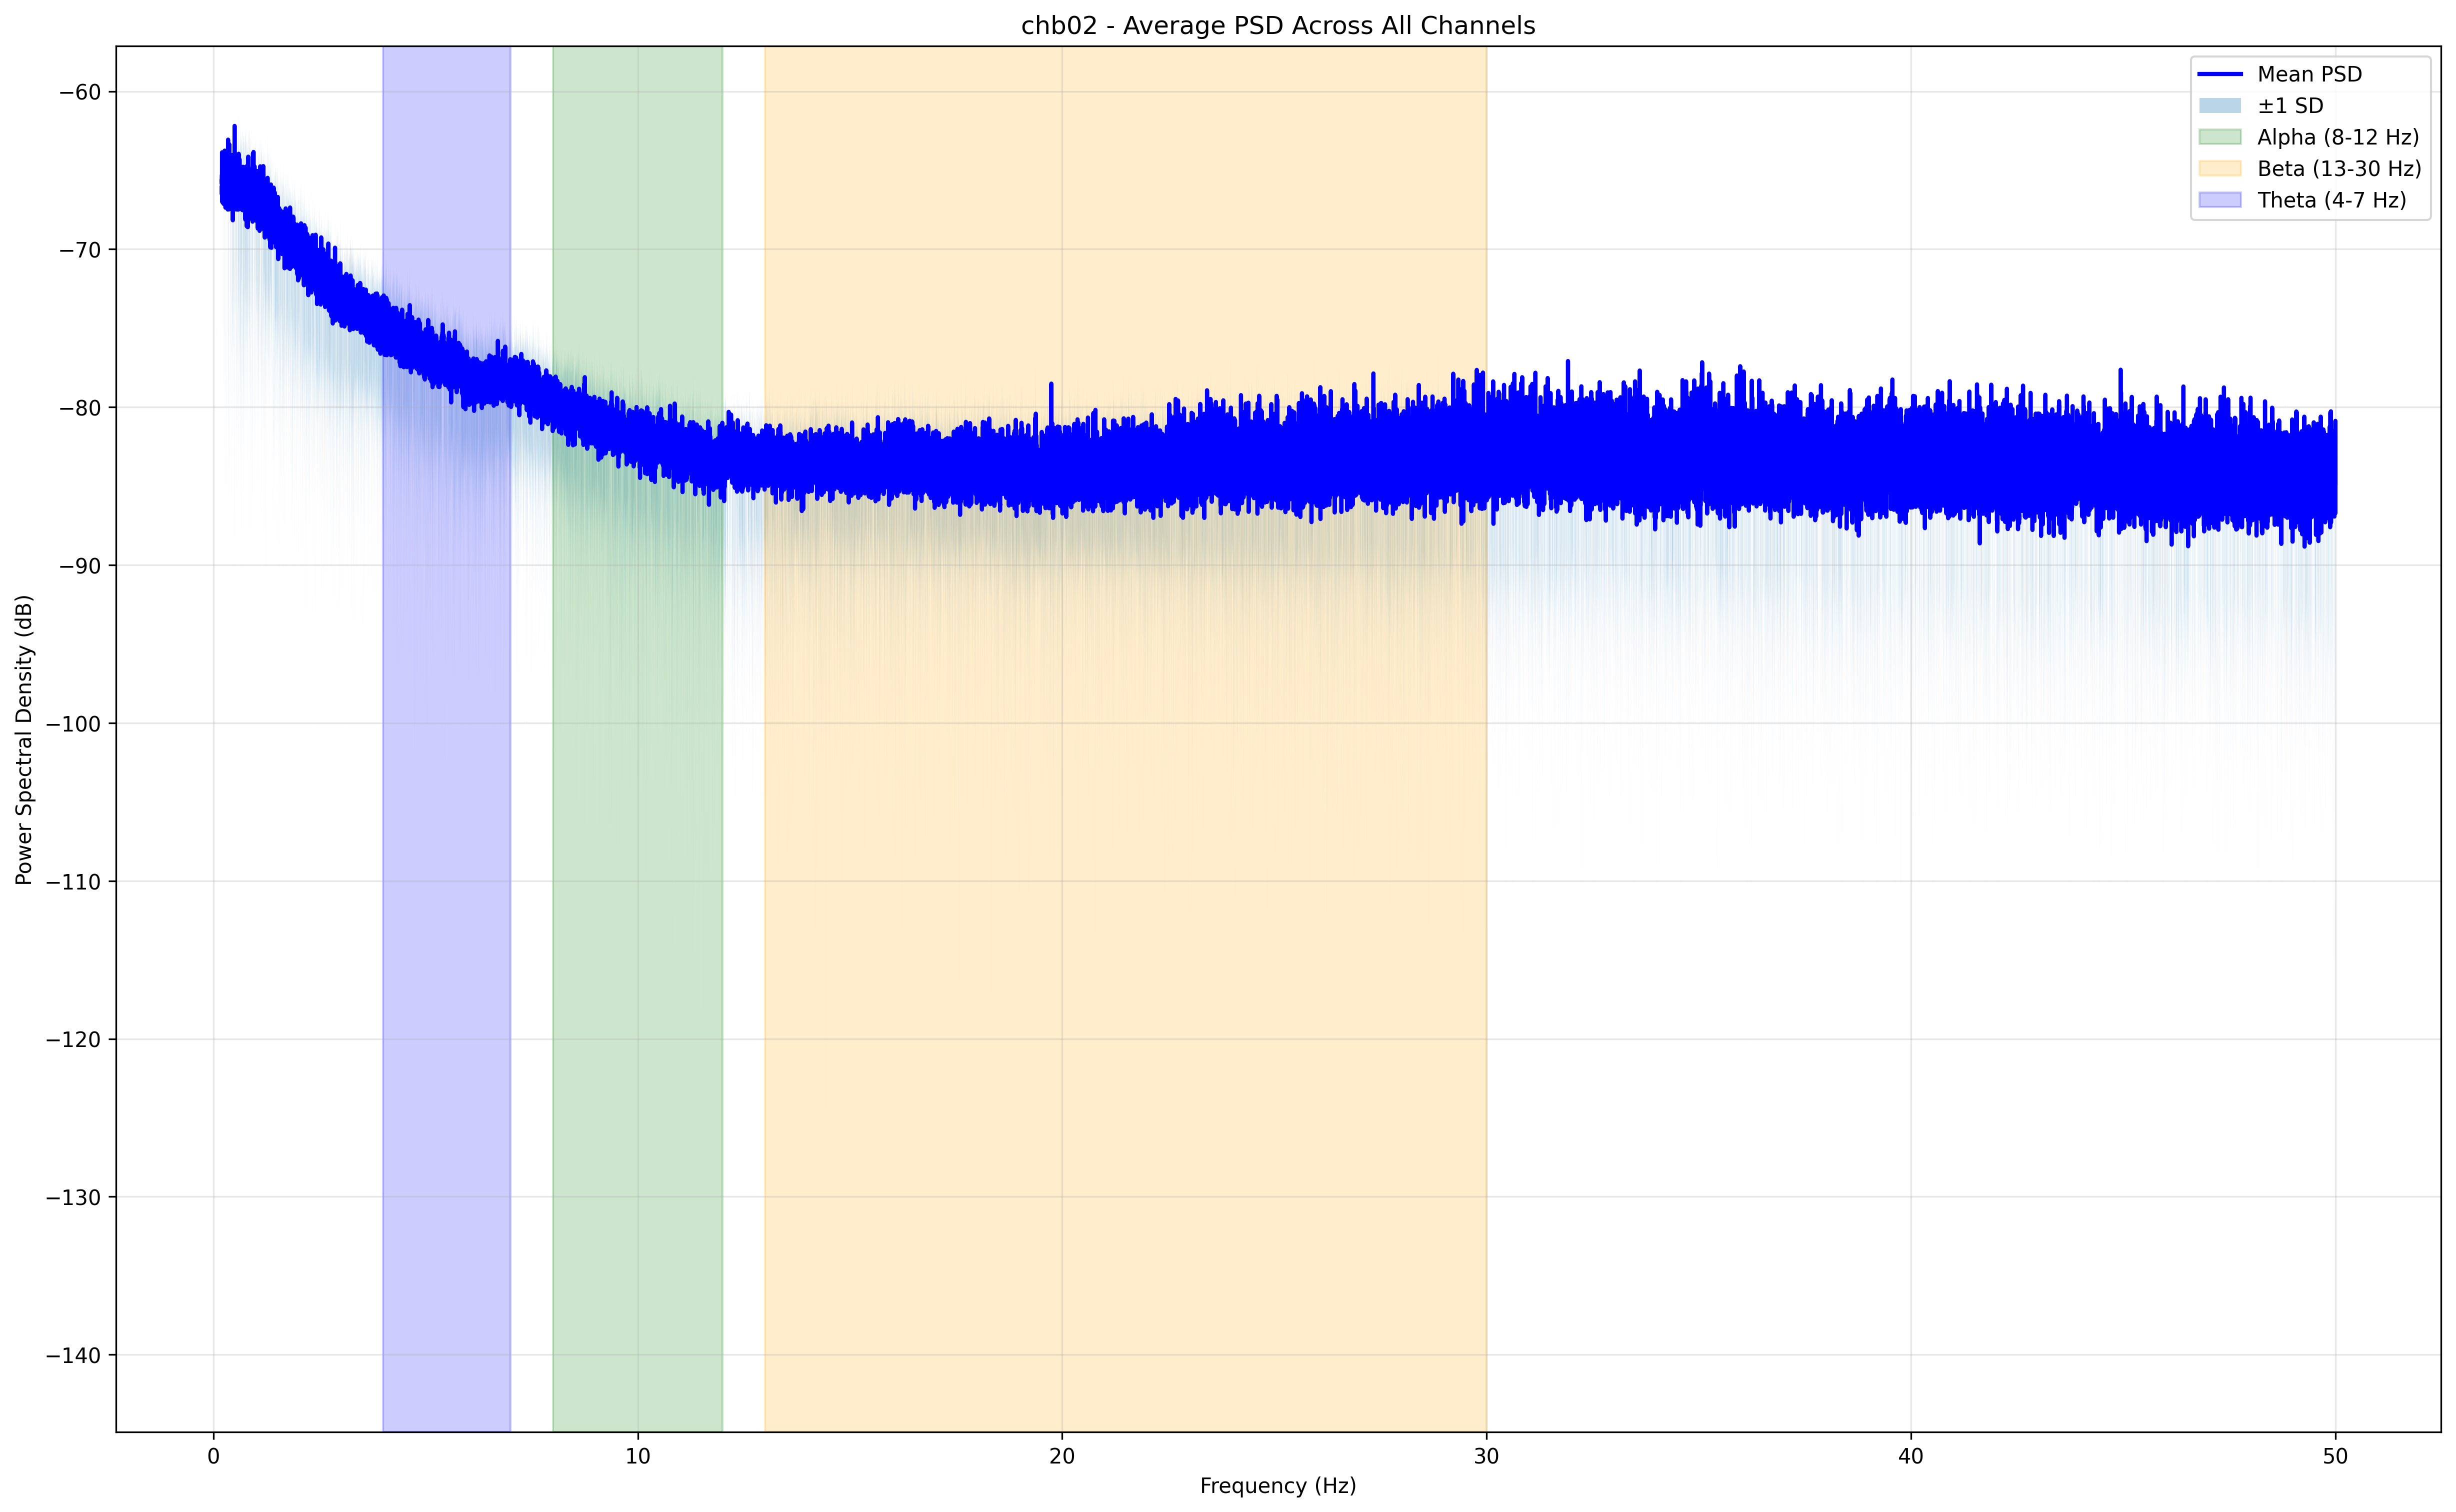 chb02 - Average PSD Across All Channels
Mean PSD
±1 SD
Alpha (8-12 Hz)
Beta (13-30 Hz)
Theta (4-7 Hz)
Power Spectral Density (dB)
−60
−70
−80
−90
−100
−110
−120
−130
−140
0
10
20
30
40
50
Frequency (Hz)